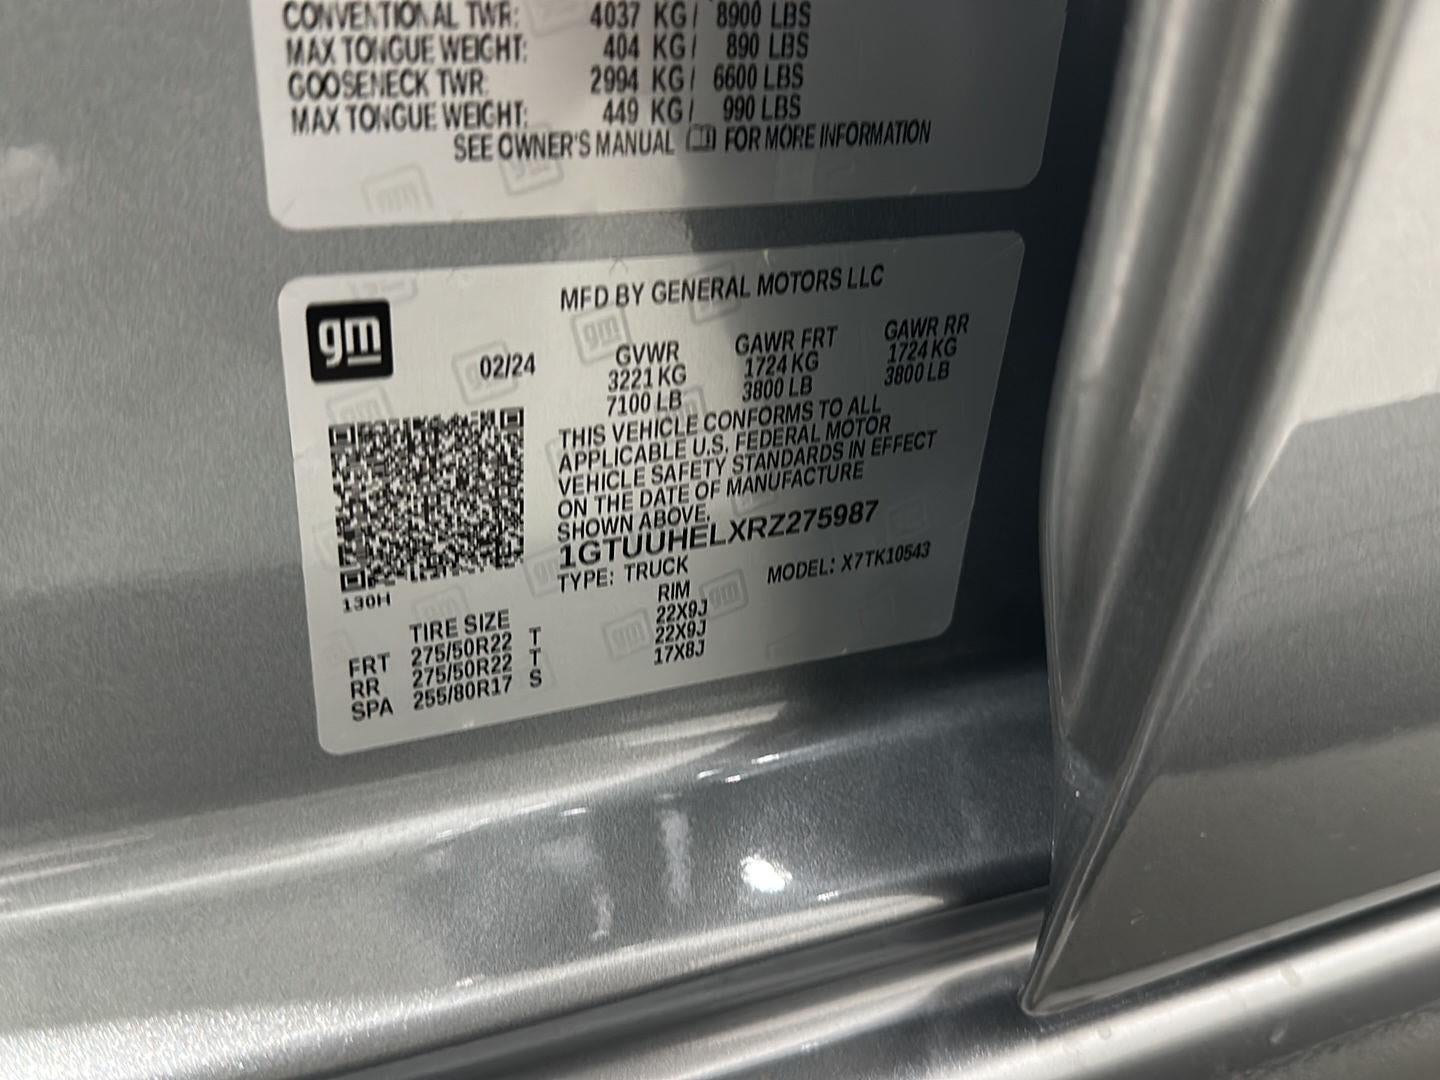 CONVENTIONAL TWR: 4037 KG/ 8900 LBS
MAX TONGUE WEIGHT: 404 KG/ 890 LBS
GOOSENECK TWR: 2994 KG/ 6600 LBS
MAX TONGUE WEIGHT: 449 KG/ 990 LBS
SEE OWNER'S MANUAL FOR MORE INFORMATION
gm
MFD BY GENERAL MOTORS LLC
02/24
GVWR GAWR FRT GAWR RR
3221 KG 1724 KG 1724 KG
7100 LB 3800 LB 3800 LB
THIS VEHICLE CONFORMS TO ALL
APPLICABLE U.S. FEDERAL MOTOR
VEHICLE SAFETY STANDARDS IN EFFECT
ON THE DATE OF MANUFACTURE
SHOWN ABOVE.
1GTUUHELXRZ275987
TYPE: TRUCK MODEL: X7TK10543
130H
TIRE SIZE RIM
FRT 275/50R22 T 22X9J
RR 275/50R22 T 22X9J
SPA 255/80R17 S 17X8J